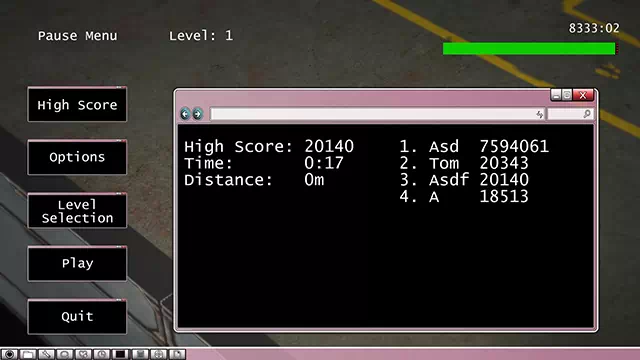 Pause Menu
Level: 1
8333:02
High Score
Options
Level
Selection
Play
Quit
High Score: 20140
Time: 0:17
Distance: 0m
1. Asd 7594061
2. Tom 20343
3. Asdf 20140
4. A 18513